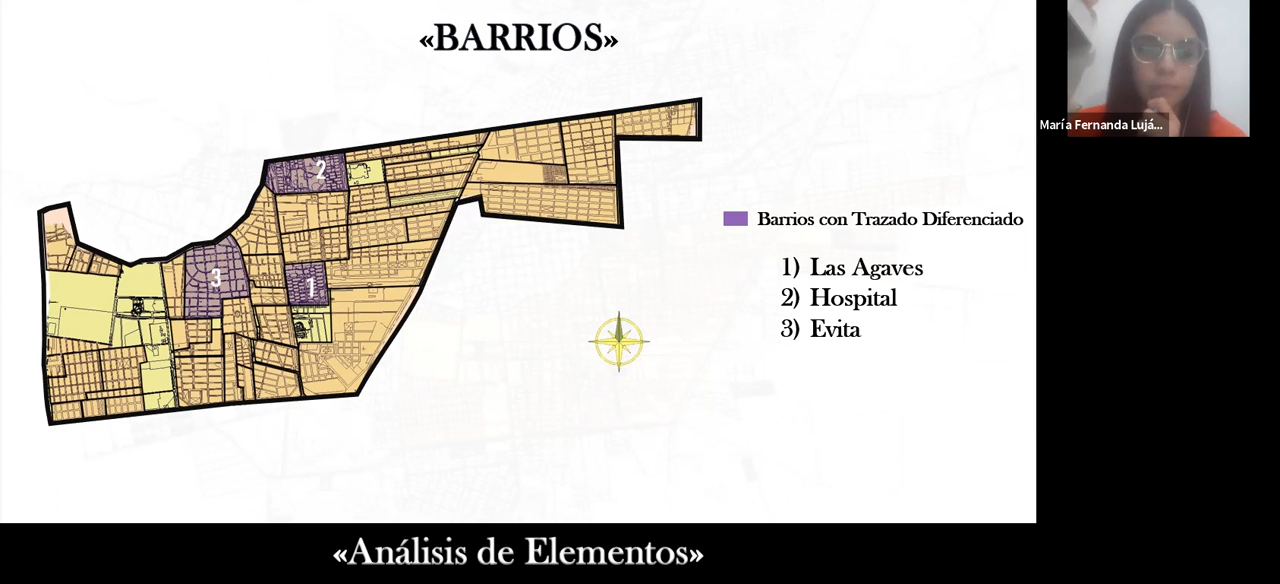 «BARRIOS»
2
3
1
Barrios con Trazado Diferenciado
1) Las Agaves
2) Hospital
3) Evita
María Fernanda Lujá...
«Análisis de Elementos»